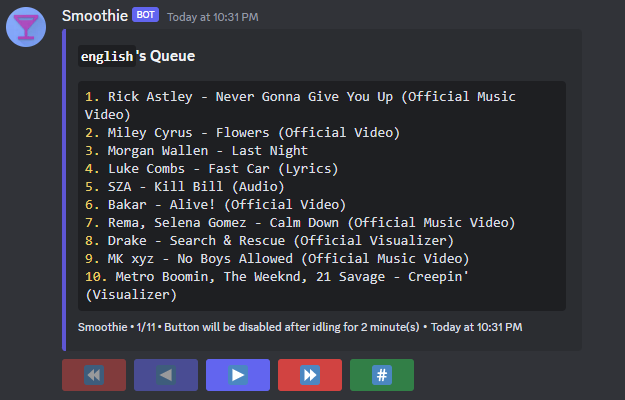 Smoothie BOT Today at 10:31 PM
english's Queue
1. Rick Astley - Never Gonna Give You Up (Official Music
Video)
2. Miley Cyrus - Flowers (Official Video)
3. Morgan Wallen - Last Night
4. Luke Combs - Fast Car (Lyrics)
5. SZA - Kill Bill (Audio)
6. Bakar - Alive! (Official Video)
7. Rema, Selena Gomez - Calm Down (Official Music Video)
8. Drake - Search & Rescue (Official Visualizer)
9. MK xyz - No Boys Allowed (Official Music Video)
10. Metro Boomin, The Weeknd, 21 Savage - Creepin'
(Visualizer)
Smoothie • 1/11 • Button will be disabled after idling for 2 minute(s) • Today at 10:31 PM
#